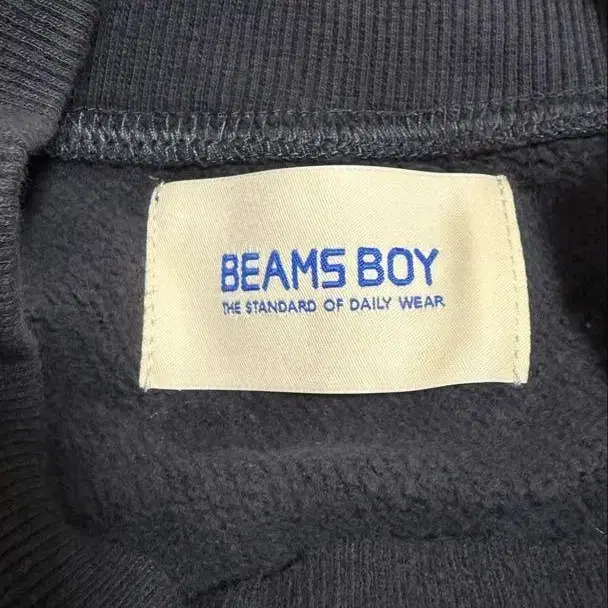 BEAMS BOY
THE STANDARD OF DAILY WEAR